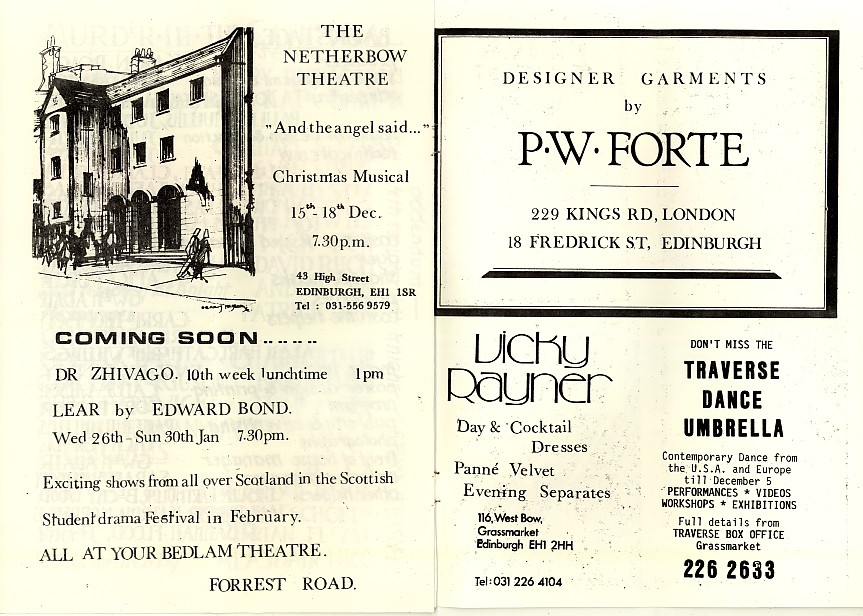 THE
NETHERBOW
THEATRE
"And the angel said..."
Christmas Musical
15th - 18th Dec.
7.30p.m.
43 High Street
EDINBURGH, EH1 1SR
Tel : 031-556 9579
COMING SOON.....
DR ZHIVAGO. 10th week lunchtime 1pm
LEAR by EDWARD BOND.
Wed 26th-Sun 30th Jan 7.30pm.
Exciting shows from all over Scotland in the Scottish
Student drama Festival in February.
ALL AT YOUR BEDLAM THEATRE.
FORREST ROAD.
DESIGNER GARMENTS
by
P·W·FORTE
229 KINGS RD, LONDON
18 FREDRICK ST, EDINBURGH
Vicky
Rayner
Day & Cocktail
Dresses
Panné Velvet
Evening Separates
116, West Bow,
Grassmarket
Edinburgh EH1 2HH
Tel: 031 226 4104
DON'T MISS THE
TRAVERSE
DANCE
UMBRELLA
Contemporary Dance from
the U.S.A. and Europe
till December 5
PERFORMANCES * VIDEOS
WORKSHOPS * EXHIBITIONS
Full details from
TRAVERSE BOX OFFICE
Grassmarket
226 2633